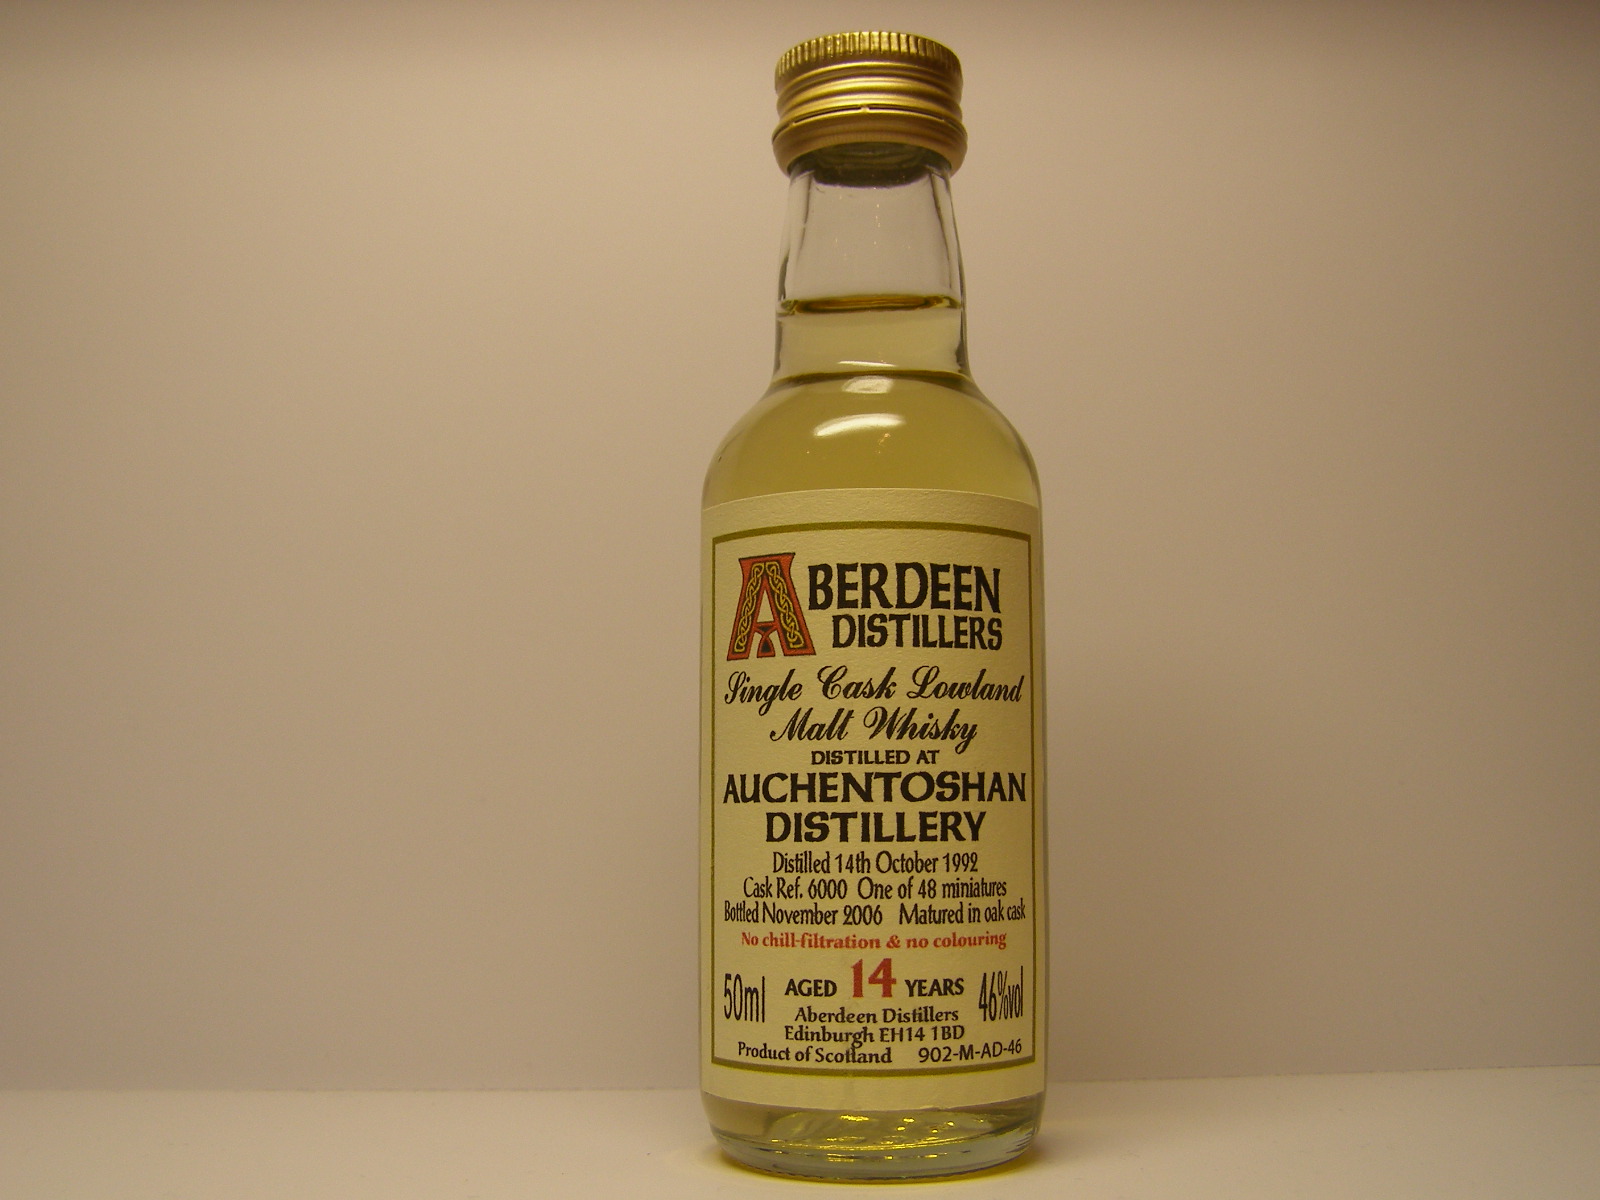 ABERDEEN
DISTILLERS
Single Cask Lowland
Malt Whisky
DISTILLED AT
AUCHENTOSHAN
DISTILLERY
Distilled 14th October 1992
Cask Ref. 6000 One of 48 miniatures
Bottled November 2006 Matured in oak cask
No chill-filtration & no colouring
50ml AGED 14 YEARS 46%vol
Aberdeen Distillers
Edinburgh EH14 1BD
Product of Scotland 902-M-AD-46